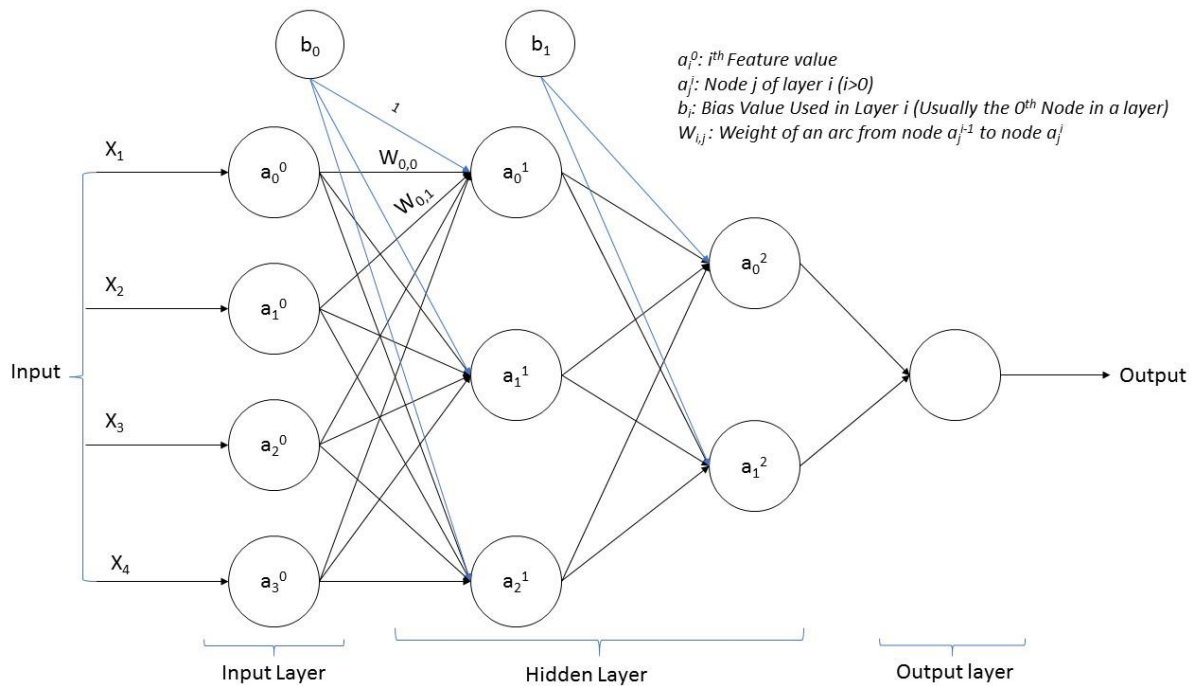 b₀
b₁
aᵢ⁰: iᵗʰ Feature value
aⱼⁱ: Node j of layer i (i>0)
bᵢ: Bias Value Used in Layer i (Usually the 0ᵗʰ Node in a layer)
Wᵢ,ⱼ: Weight of an arc from node aⱼⁱ⁻¹ to node aⱼⁱ
1
X₁
a₀⁰
W₀,₀
W₀,₁
a₀¹
a₀²
X₂
a₁⁰
Input
a₁¹
Output
X₃
a₂⁰
a₁²
X₄
a₃⁰
a₂¹
Input Layer
Hidden Layer
Output layer